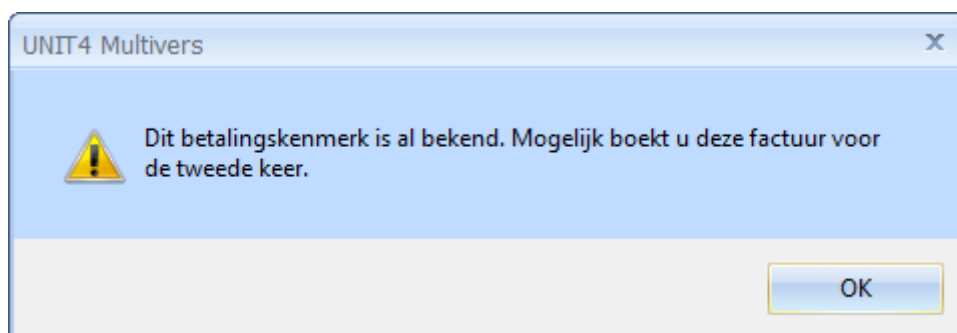 UNIT4 Multivers
Dit betalingskenmerk is al bekend. Mogelijk boekt u deze factuur voor
de tweede keer.
OK